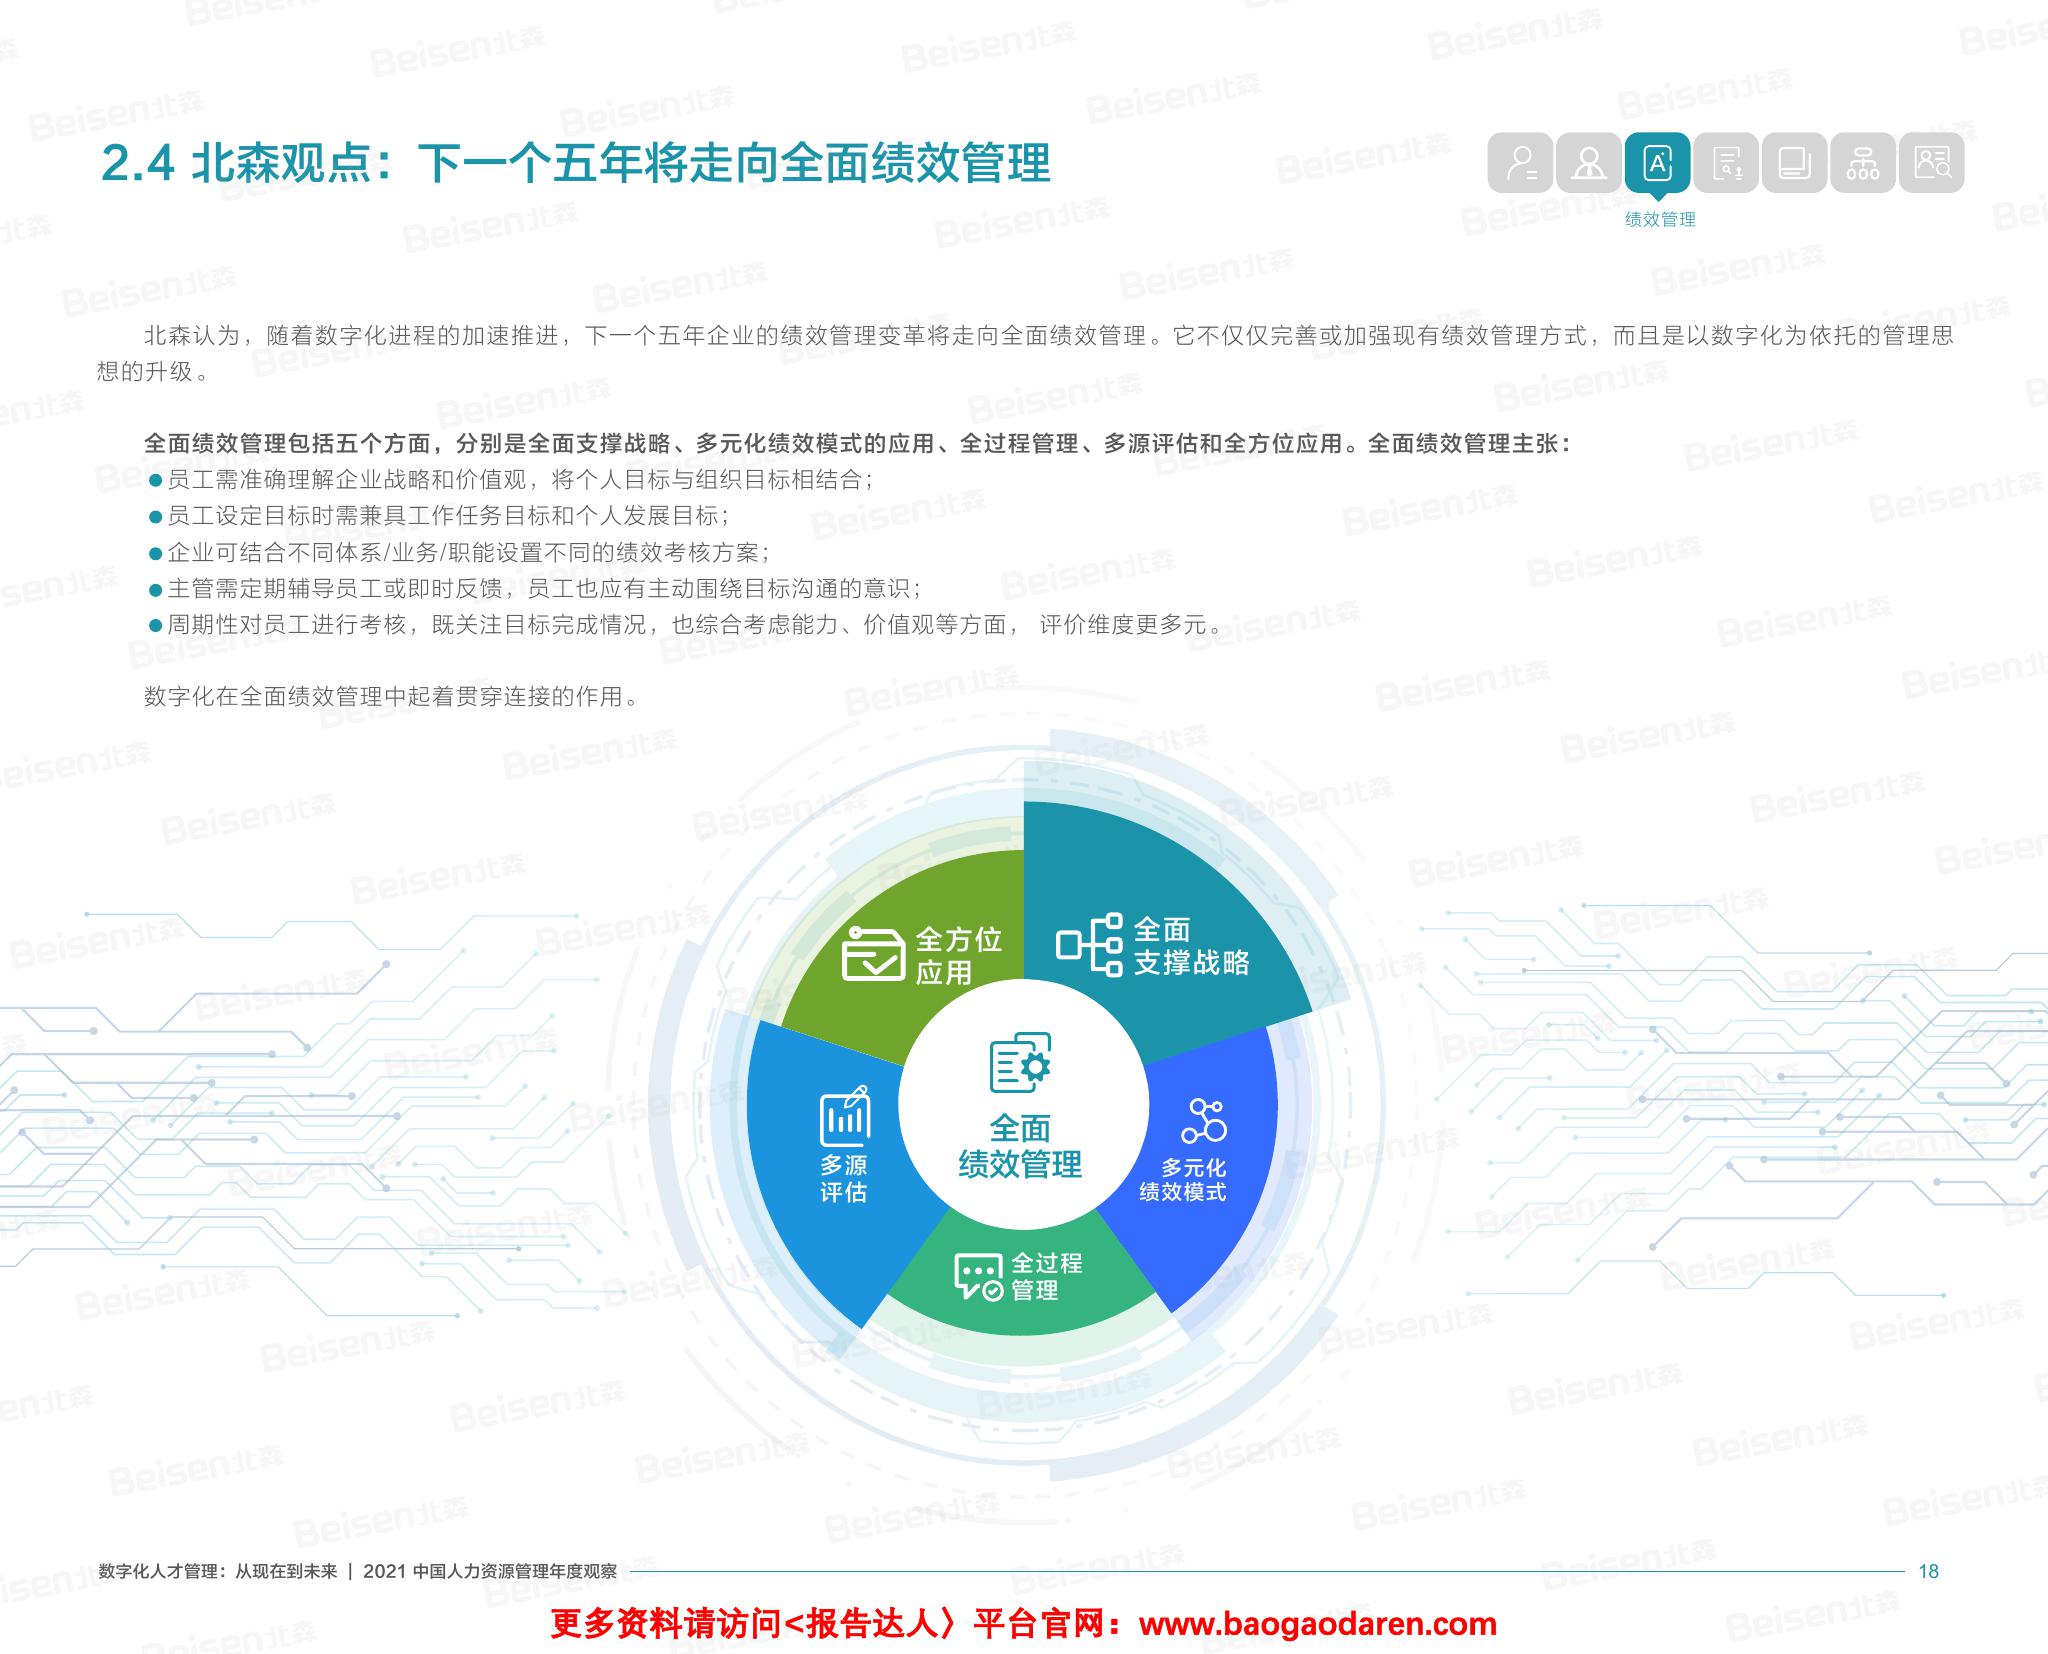 2.4 北森观点：下一个五年将走向全面绩效管理
绩效管理
北森认为，随着数字化进程的加速推进，下一个五年企业的绩效管理变革将走向全面绩效管理。它不仅仅完善或加强现有绩效管理方式，而且是以数字化为依托的管理思
想的升级。
全面绩效管理包括五个方面，分别是全面支撑战略、多元化绩效模式的应用、全过程管理、多源评估和全方位应用。全面绩效管理主张：
●员工需准确理解企业战略和价值观，将个人目标与组织目标相结合；
●员工设定目标时需兼具工作任务目标和个人发展目标；
●企业可结合不同体系/业务/职能设置不同的绩效考核方案；
●主管需定期辅导员工或即时反馈，员工也应有主动围绕目标沟通的意识；
●周期性对员工进行考核，既关注目标完成情况，也综合考虑能力、价值观等方面， 评价维度更多元。
数字化在全面绩效管理中起着贯穿连接的作用。
全方位
应用
全面
支撑战略
多源
评估
全面
绩效管理
多元化
绩效模式
全过程
管理
数字化人才管理：从现在到未来 | 2021 中国人力资源管理年度观察
18
更多资料请访问<报告达人〉平台官网：www.baogaodaren.com
Beisen北森